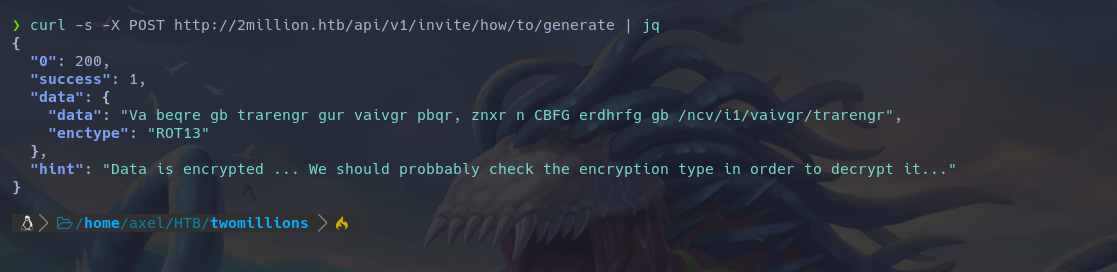 ❯ curl -s -X POST http://2million.htb/api/v1/invite/how/to/generate | jq
{
  "0": 200,
  "success": 1,
  "data": {
    "data": "Va beqre gb trarengr gur vaivgr pbqr, znxr n CBFG erdhrfg gb /ncv/i1/vaivgr/trarengr",
    "enctype": "ROT13"
  },
  "hint": "Data is encrypted ... We should probbably check the encryption type in order to decrypt it..."
}
/home/axel/HTB/twomillions